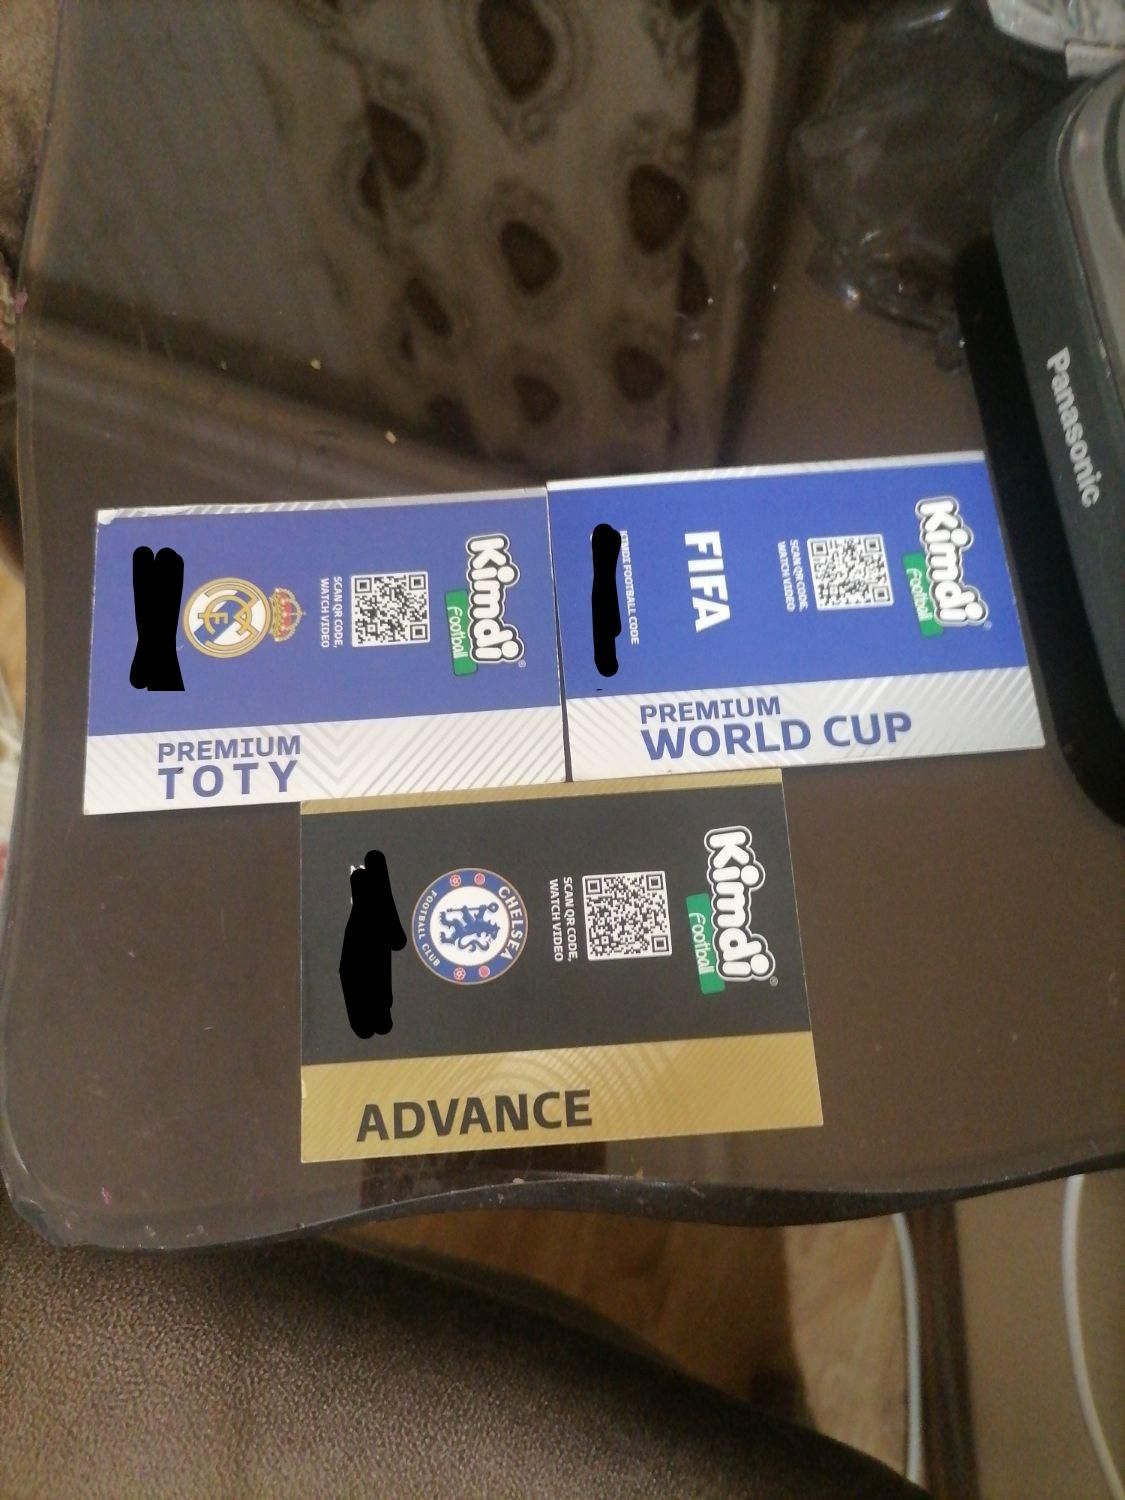 Panasonic
Kimdi
Football
SCAN QR CODE,
WATCH VIDEO
PREMIUM
TOTY
Kimdi
Football
SCAN QR CODE,
WATCH VIDEO
FIFA
KIMDI FOOTBALL CODE
PREMIUM
WORLD CUP
Kimdi
Football
SCAN QR CODE,
WATCH VIDEO
CHELSEA
FOOTBALL CLUB
ADVANCE